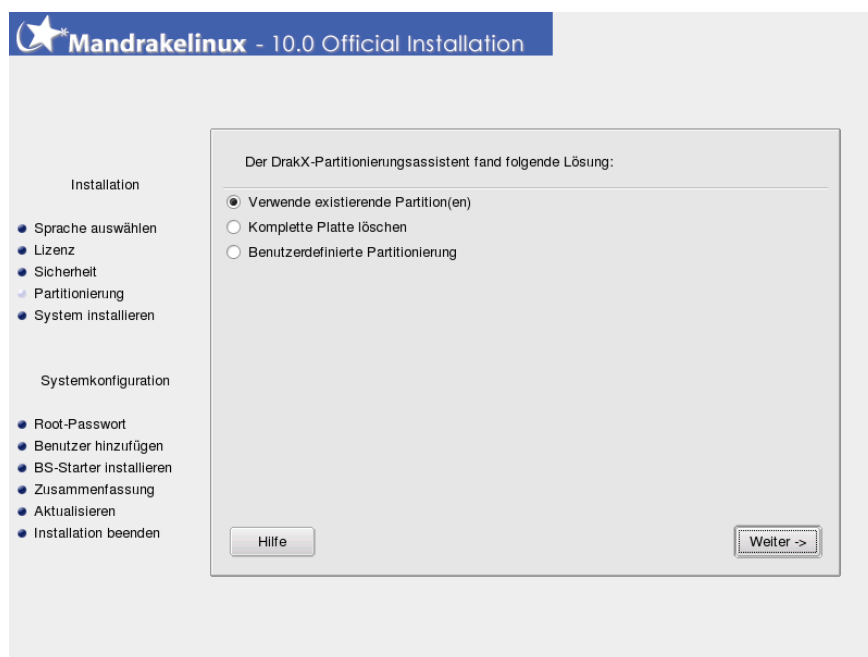 Mandrakelinux - 10.0 Official Installation
Installation
Sprache auswählen
Lizenz
Sicherheit
Partitionierung
System installieren
Systemkonfiguration
Root-Passwort
Benutzer hinzufügen
BS-Starter installieren
Zusammenfassung
Aktualisieren
Installation beenden
Der DrakX-Partitionierungsassistent fand folgende Lösung:
Verwende existierende Partition(en)
Komplette Platte löschen
Benutzerdefinierte Partitionierung
Hilfe
Weiter ->